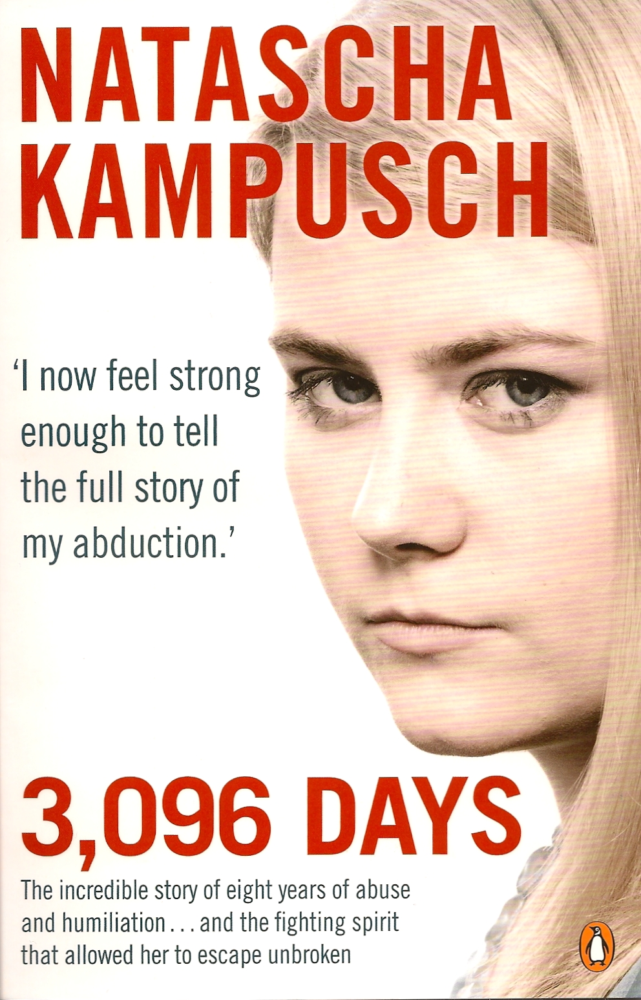 NATASCHA
KAMPUSCH
‘I now feel strong
enough to tell
the full story of
my abduction.’
3,096 DAYS
The incredible story of eight years of abuse
and humiliation... and the fighting spirit
that allowed her to escape unbroken